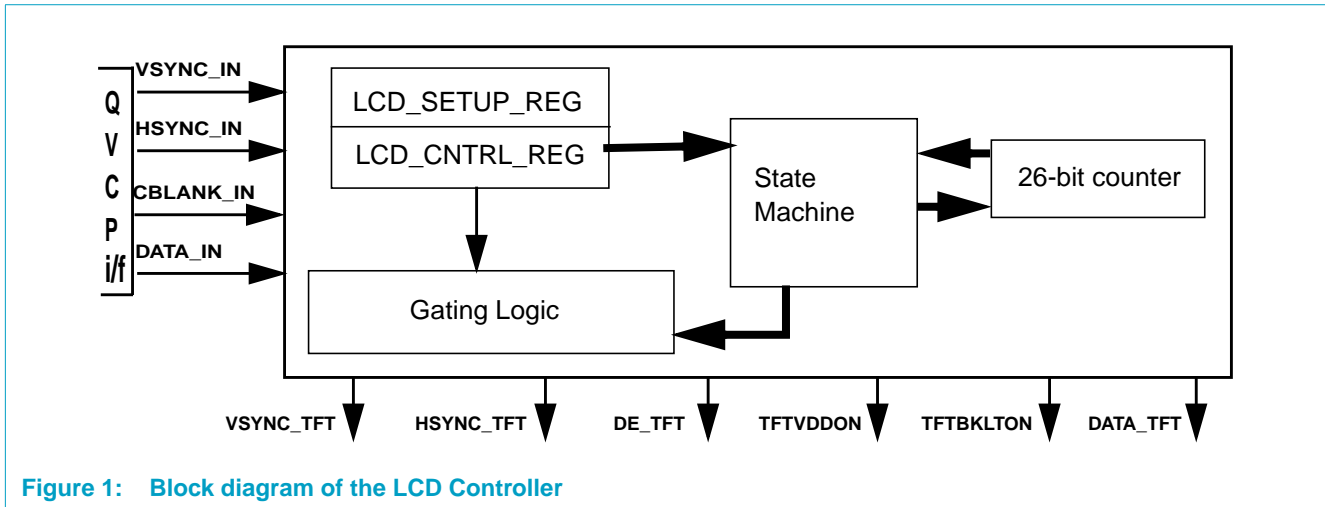 VSYNC_IN
HSYNC_IN
CBLANK_IN
DATA_IN
Q
V
C
P
i/f
LCD_SETUP_REG
LCD_CNTRL_REG
State
Machine
26-bit counter
Gating Logic
VSYNC_TFT
HSYNC_TFT
DE_TFT
TFTVDDON
TFTBKLTON
DATA_TFT
Figure 1: Block diagram of the LCD Controller